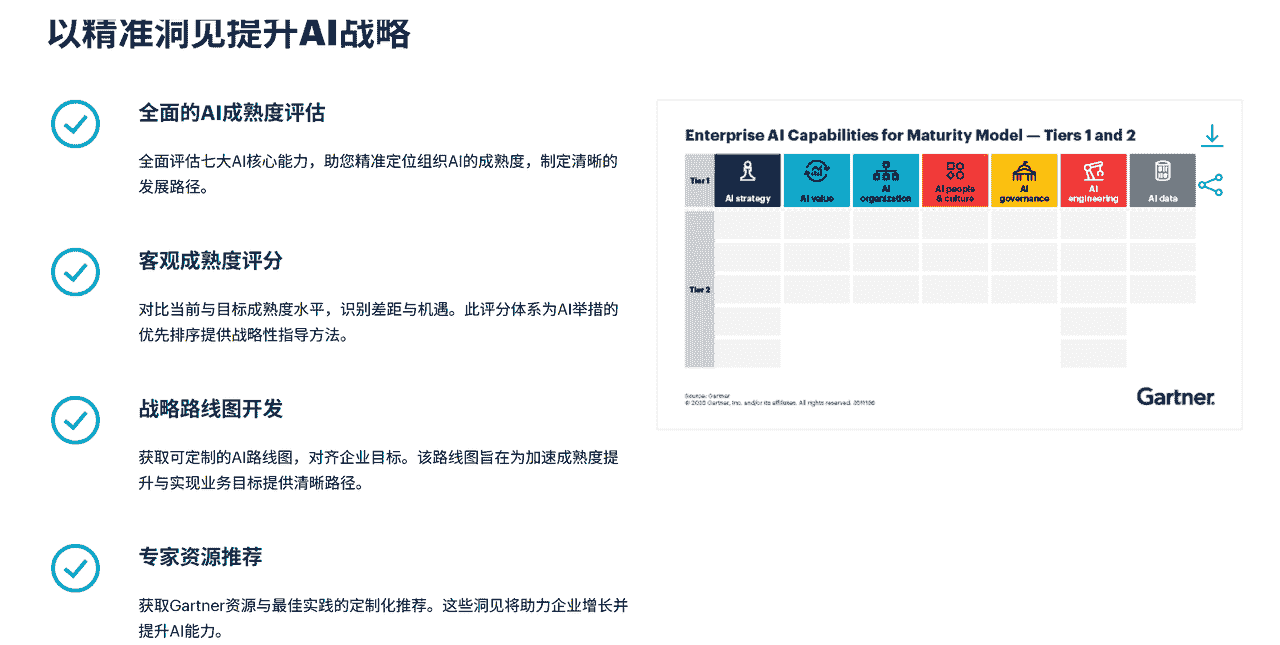 以精准洞见提升AI战略
全面的AI成熟度评估
全面评估七大AI核心能力，助您精准定位组织AI的成熟度，制定清晰的
发展路径。
客观成熟度评分
对比当前与目标成熟度水平，识别差距与机遇。此评分体系为AI举措的
优先排序提供战略性指导方法。
战略路线图开发
获取可定制的AI路线图，对齐企业目标。该路线图旨在为加速成熟度提
升与实现业务目标提供清晰路径。
专家资源推荐
获取Gartner资源与最佳实践的定制化推荐。这些洞见将助力企业增长并
提升AI能力。
Enterprise AI Capabilities for Maturity Model — Tiers 1 and 2
Tier 1
AI strategy
AI value
AI
organization
AI people
& culture
AI
governance
AI
engineering
AI data
Tier 2
Source: Gartner
© 2025 Gartner, Inc. and/or its affiliates. All rights reserved.
Gartner.